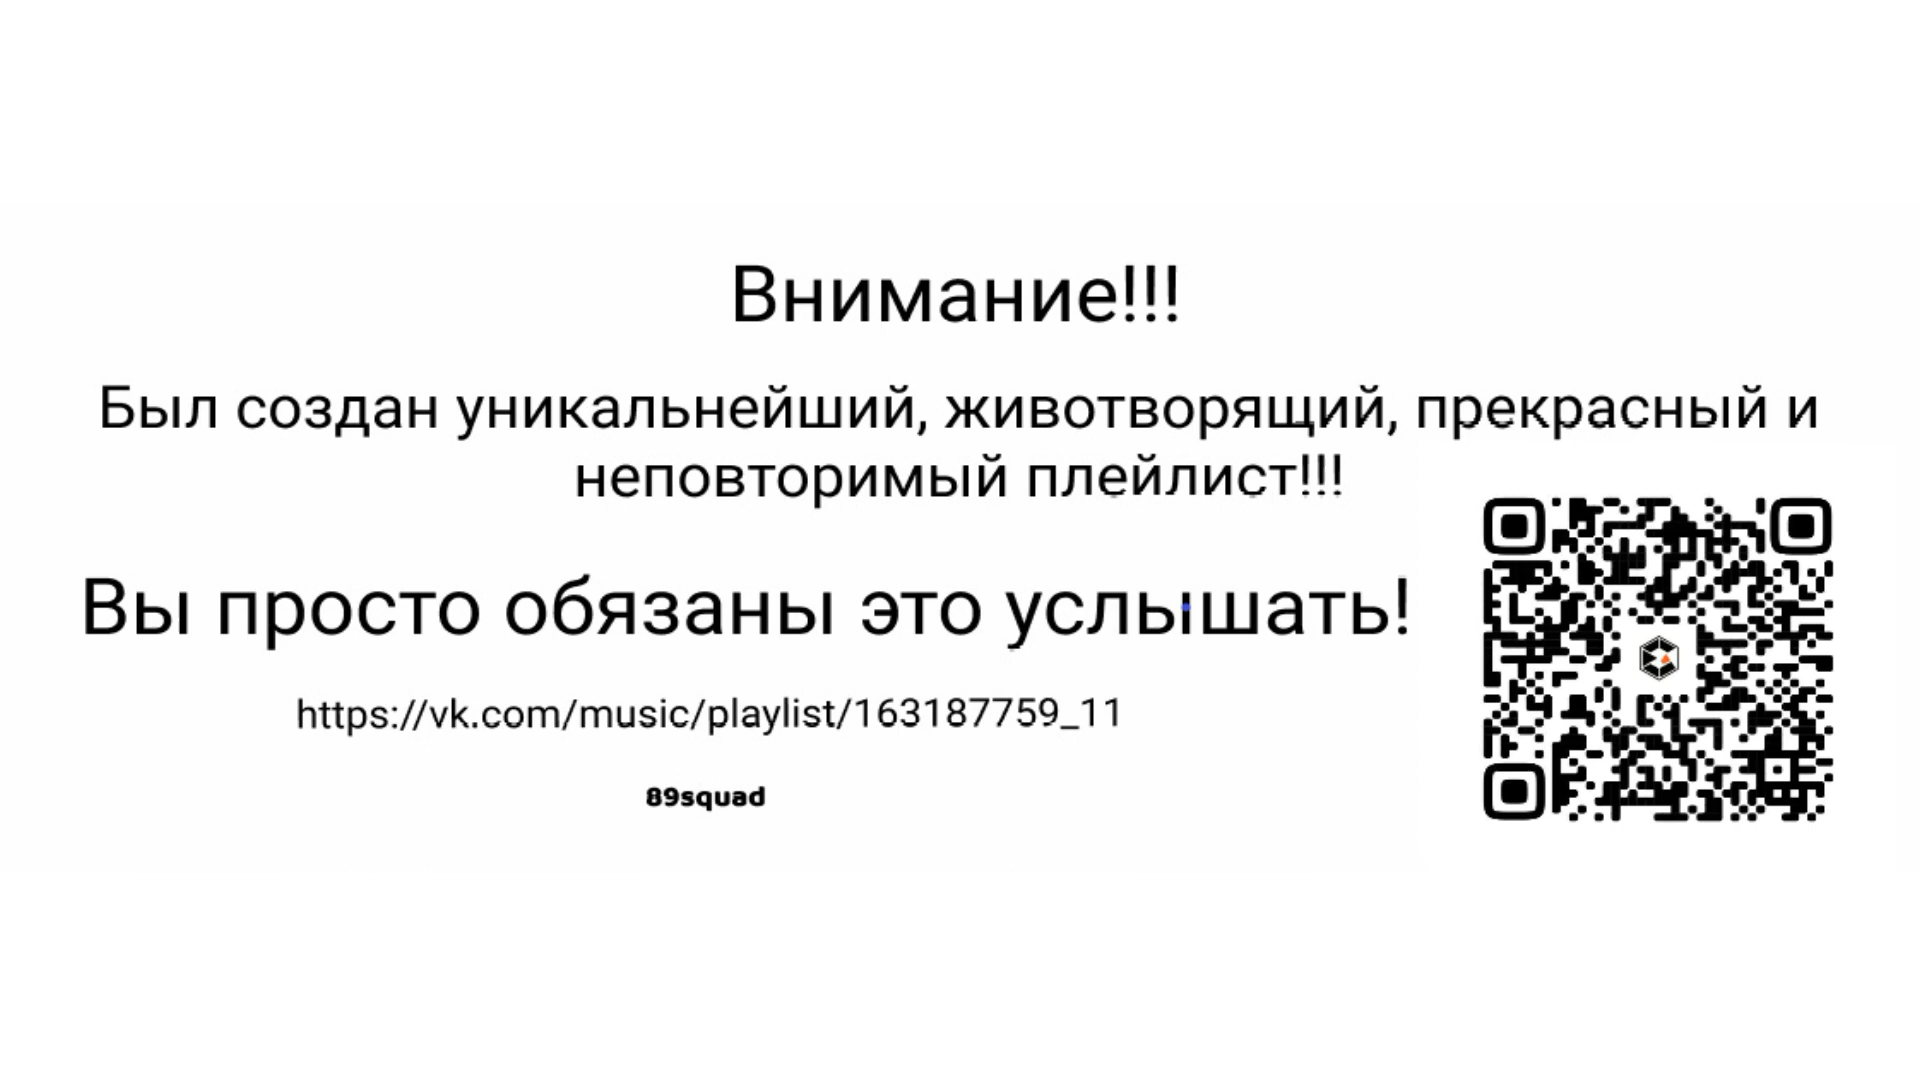 Внимание!!!
Был создан уникальнейший, животворящий, прекрасный и
неповторимый плейлист!!!
Вы просто обязаны это услышать!
https://vk.com/music/playlist/163187759_11
89squad